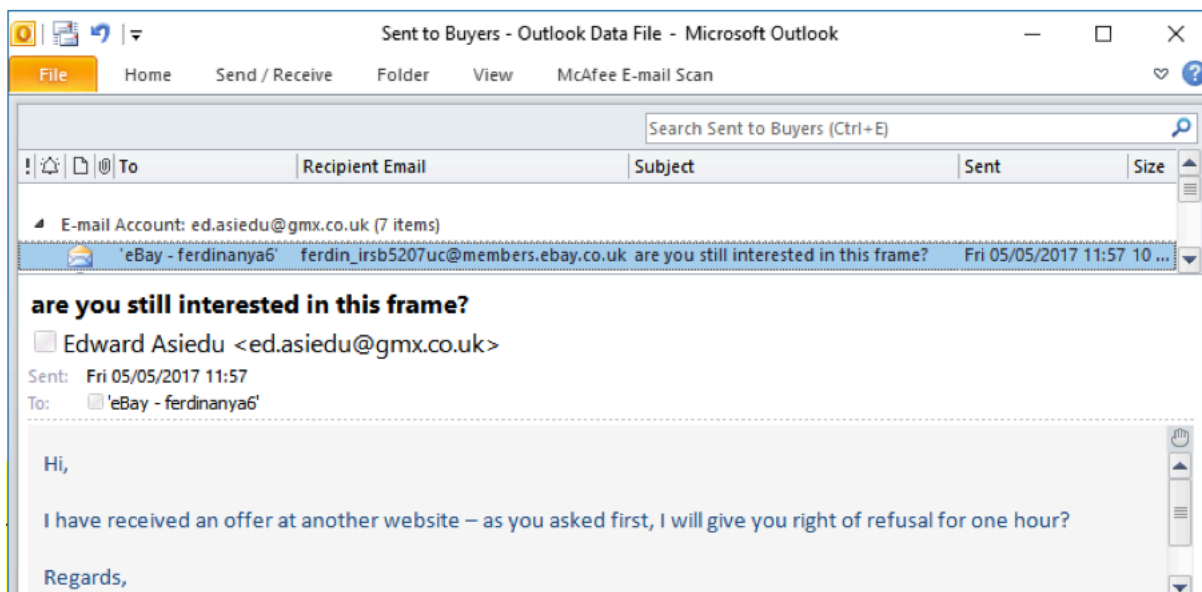 Sent to Buyers - Outlook Data File - Microsoft Outlook
File Home Send / Receive Folder View McAfee E-mail Scan
Search Sent to Buyers (Ctrl+E)
! To Recipient Email Subject Sent Size
E-mail Account: ed.asiedu@gmx.co.uk (7 items)
'eBay - ferdinanya6' ferdin_irsb5207uc@members.ebay.co.uk are you still interested in this frame? Fri 05/05/2017 11:57 10 ...
are you still interested in this frame?
Edward Asiedu <ed.asiedu@gmx.co.uk>
Sent: Fri 05/05/2017 11:57
To: 'eBay - ferdinanya6'
Hi,
I have received an offer at another website – as you asked first, I will give you right of refusal for one hour?
Regards,